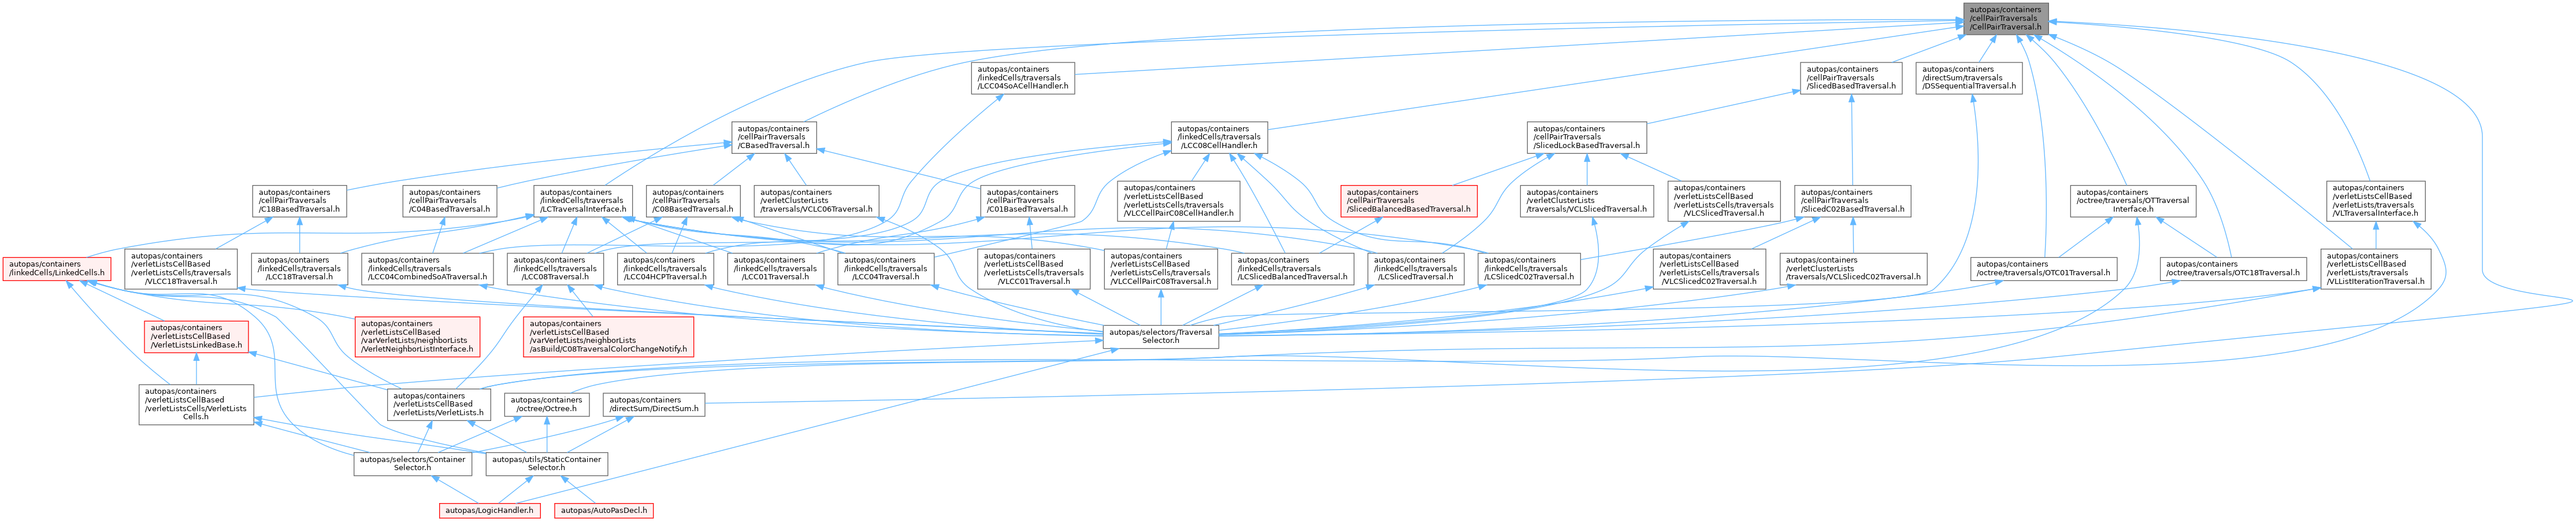 autopas/containers
/cellPairTraversals
/CellPairTraversal.h
autopas/containers
/linkedCells/traversals
/LCC04SoACellHandler.h
autopas/containers
/cellPairTraversals
/SlicedBasedTraversal.h
autopas/containers
/directSum/traversals
/DSSequentialTraversal.h
autopas/containers
/cellPairTraversals
/CBasedTraversal.h
autopas/containers
/linkedCells/traversals
/LCC08CellHandler.h
autopas/containers
/cellPairTraversals
/SlicedLockBasedTraversal.h
autopas/containers
/cellPairTraversals
/C18BasedTraversal.h
autopas/containers
/cellPairTraversals
/C04BasedTraversal.h
autopas/containers
/linkedCells/traversals
/LCTraversalInterface.h
autopas/containers
/cellPairTraversals
/C08BasedTraversal.h
autopas/containers
/verletClusterLists
/traversals/VCLC06Traversal.h
autopas/containers
/cellPairTraversals
/C01BasedTraversal.h
autopas/containers
/verletListsCellBased
/verletListsCells/traversals
/VLCCellPairC08CellHandler.h
autopas/containers
/cellPairTraversals
/SlicedBalancedBasedTraversal.h
autopas/containers
/verletClusterLists
/traversals/VCLSlicedTraversal.h
autopas/containers
/verletListsCellBased
/verletListsCells/traversals
/VLCSlicedTraversal.h
autopas/containers
/cellPairTraversals
/SlicedC02BasedTraversal.h
autopas/containers
/octree/traversals/OTTraversal
Interface.h
autopas/containers
/verletListsCellBased
/verletLists/traversals
/VLTraversalInterface.h
autopas/containers
/linkedCells/LinkedCells.h
autopas/containers
/verletListsCellBased
/verletListsCells/traversals
/VLCC18Traversal.h
autopas/containers
/linkedCells/traversals
/LCC18Traversal.h
autopas/containers
/linkedCells/traversals
/LCC04CombinedSoATraversal.h
autopas/containers
/linkedCells/traversals
/LCC08Traversal.h
autopas/containers
/linkedCells/traversals
/LCC04HCPTraversal.h
autopas/containers
/linkedCells/traversals
/LCC01Traversal.h
autopas/containers
/linkedCells/traversals
/LCC04Traversal.h
autopas/containers
/verletListsCellBased
/verletListsCells/traversals
/VLCC01Traversal.h
autopas/containers
/verletListsCellBased
/verletListsCells/traversals
/VLCCellPairC08Traversal.h
autopas/containers
/linkedCells/traversals
/LCSlicedBalancedTraversal.h
autopas/containers
/linkedCells/traversals
/LCSlicedTraversal.h
autopas/containers
/linkedCells/traversals
/LCSlicedC02Traversal.h
autopas/containers
/verletListsCellBased
/verletListsCells/traversals
/VLCSlicedC02Traversal.h
autopas/containers
/verletClusterLists
/traversals/VCLSlicedC02Traversal.h
autopas/containers
/octree/traversals/OTC01Traversal.h
autopas/containers
/octree/traversals/OTC18Traversal.h
autopas/containers
/verletListsCellBased
/verletLists/traversals
/VLListIterationTraversal.h
autopas/containers
/verletListsCellBased
/VerletListsLinkedBase.h
autopas/containers
/verletListsCellBased
/varVerletLists/neighborLists
/VerletNeighborListInterface.h
autopas/containers
/verletListsCellBased
/varVerletLists/neighborLists
/asBuild/C08TraversalColorChangeNotify.h
autopas/selectors/Traversal
Selector.h
autopas/containers
/verletListsCellBased
/verletListsCells/VerletLists
Cells.h
autopas/containers
/verletListsCellBased
/verletLists/VerletLists.h
autopas/containers
/octree/Octree.h
autopas/containers
/directSum/DirectSum.h
autopas/selectors/Container
Selector.h
autopas/utils/StaticContainer
Selector.h
autopas/LogicHandler.h
autopas/AutoPasDecl.h